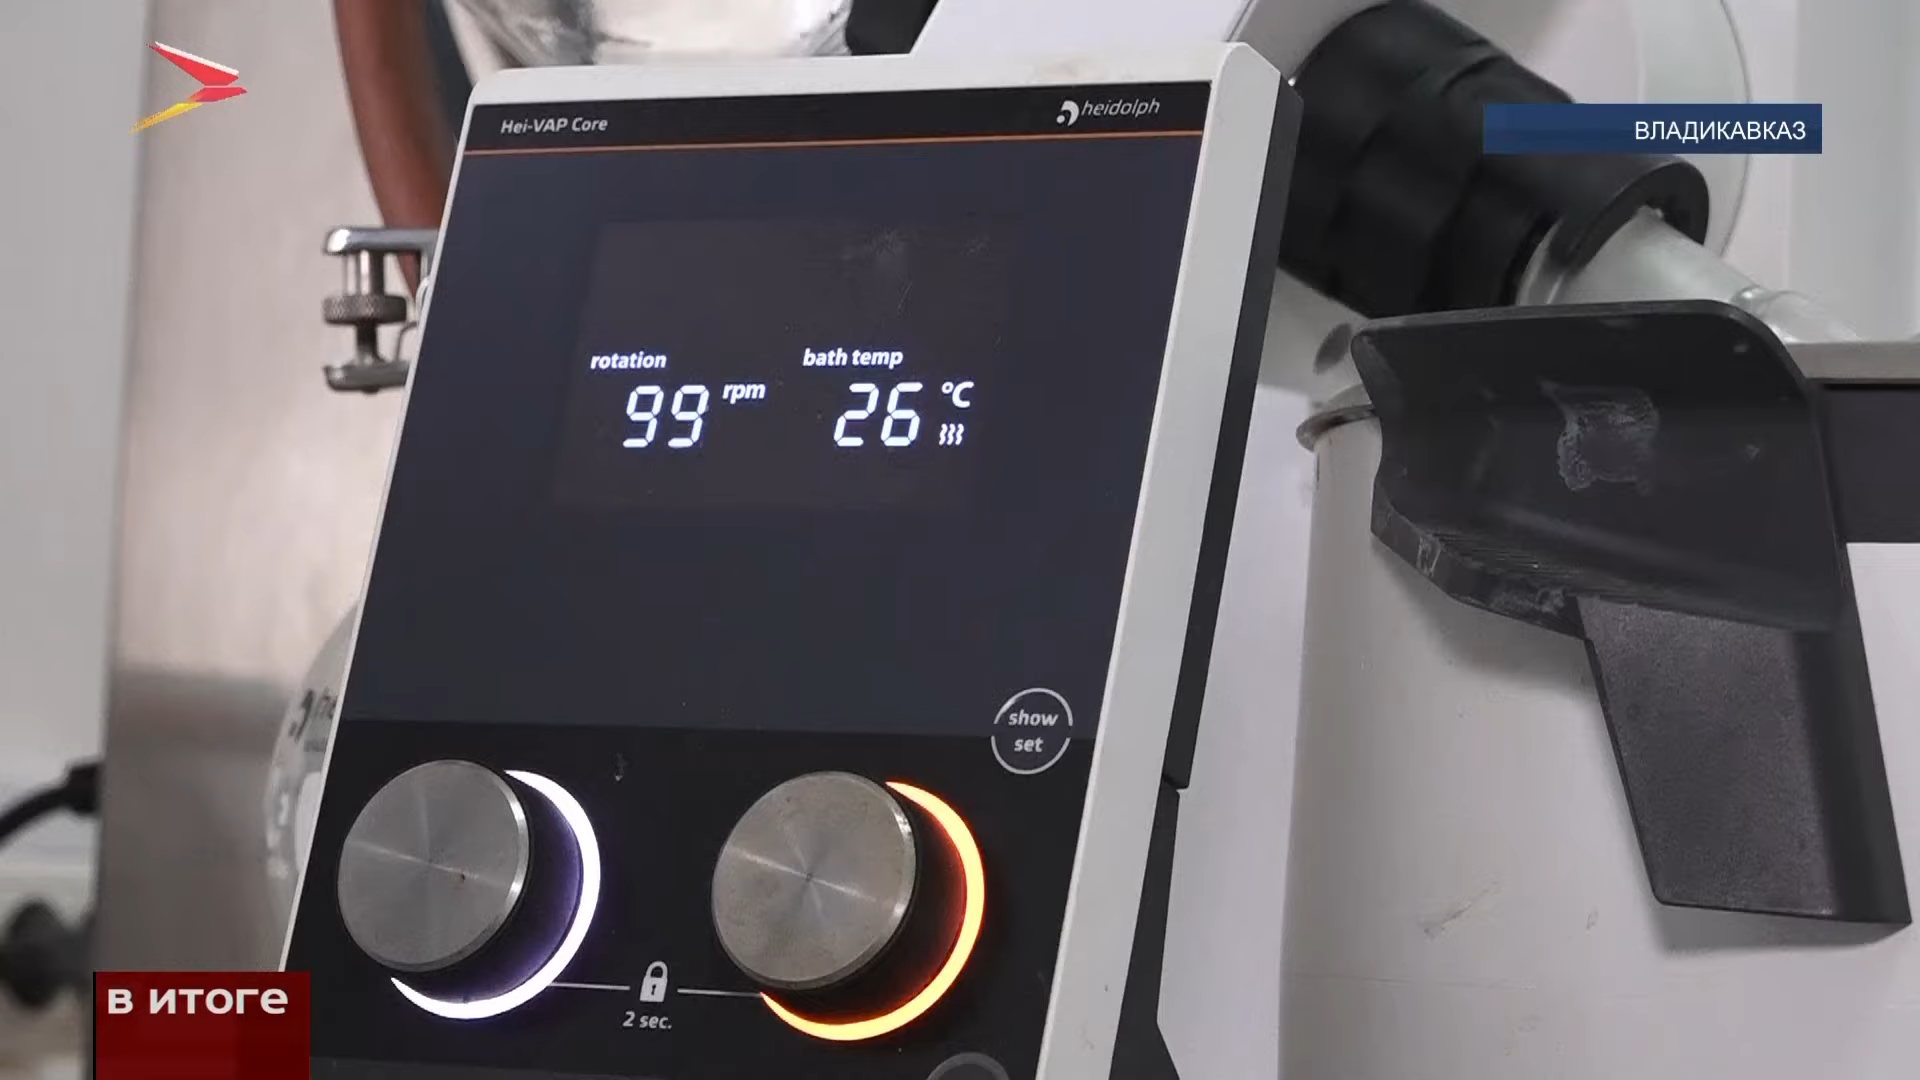 Hei-VAP Core
heidolph
ВЛАДИКАВКАЗ
rotation
99 rpm
bath temp
26 °C
show
set
2 sec.
В ИТОГЕ